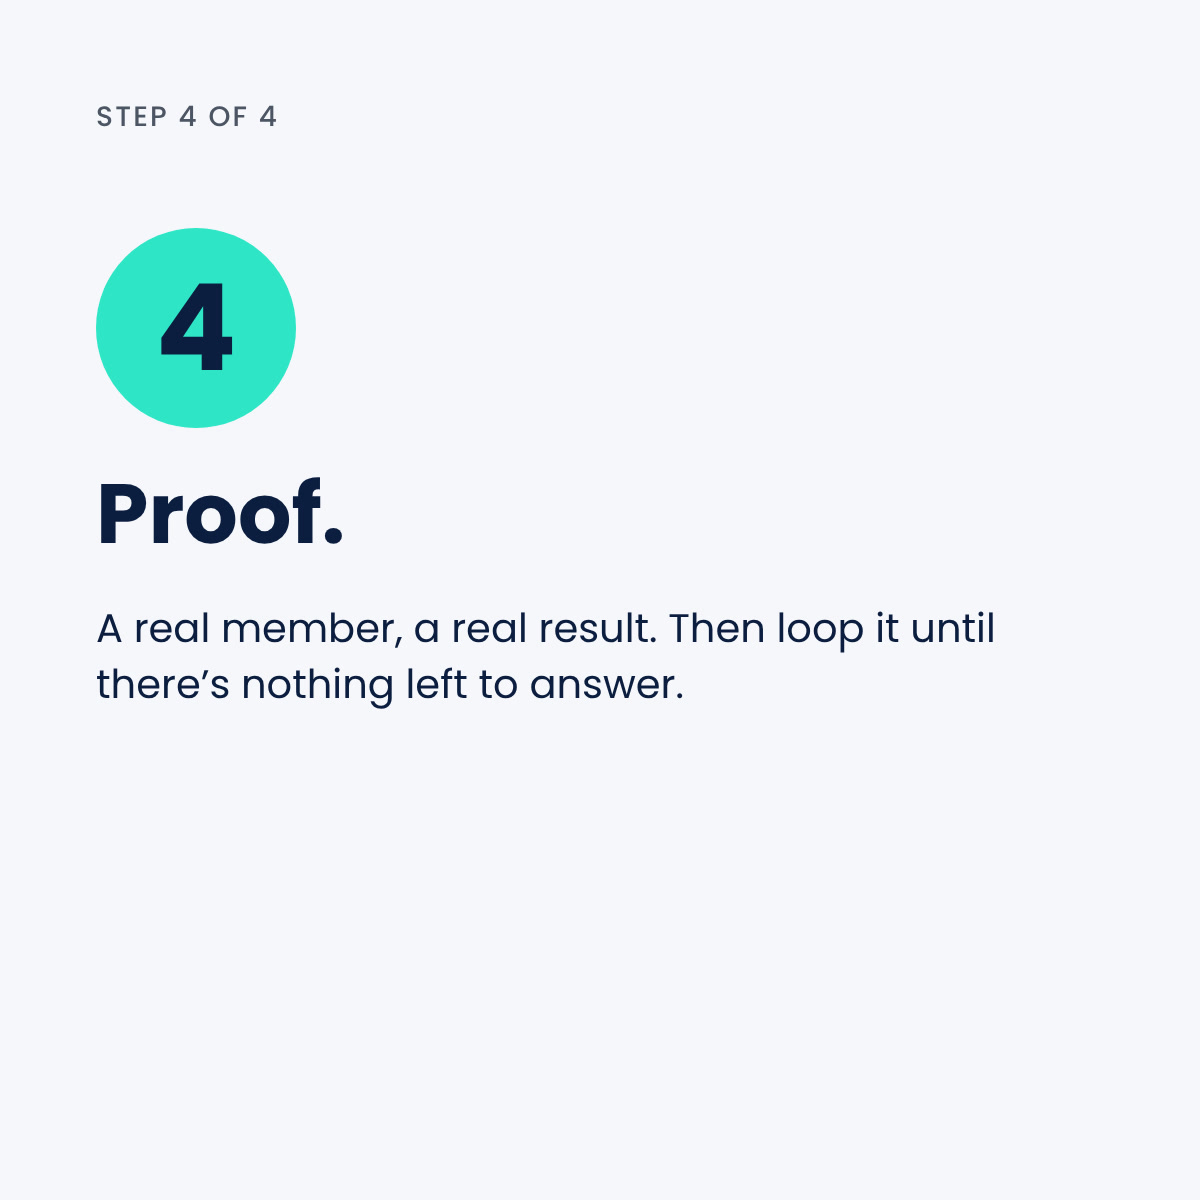 STEP 4 OF 4
4
Proof.
A real member, a real result. Then loop it until
there’s nothing left to answer.